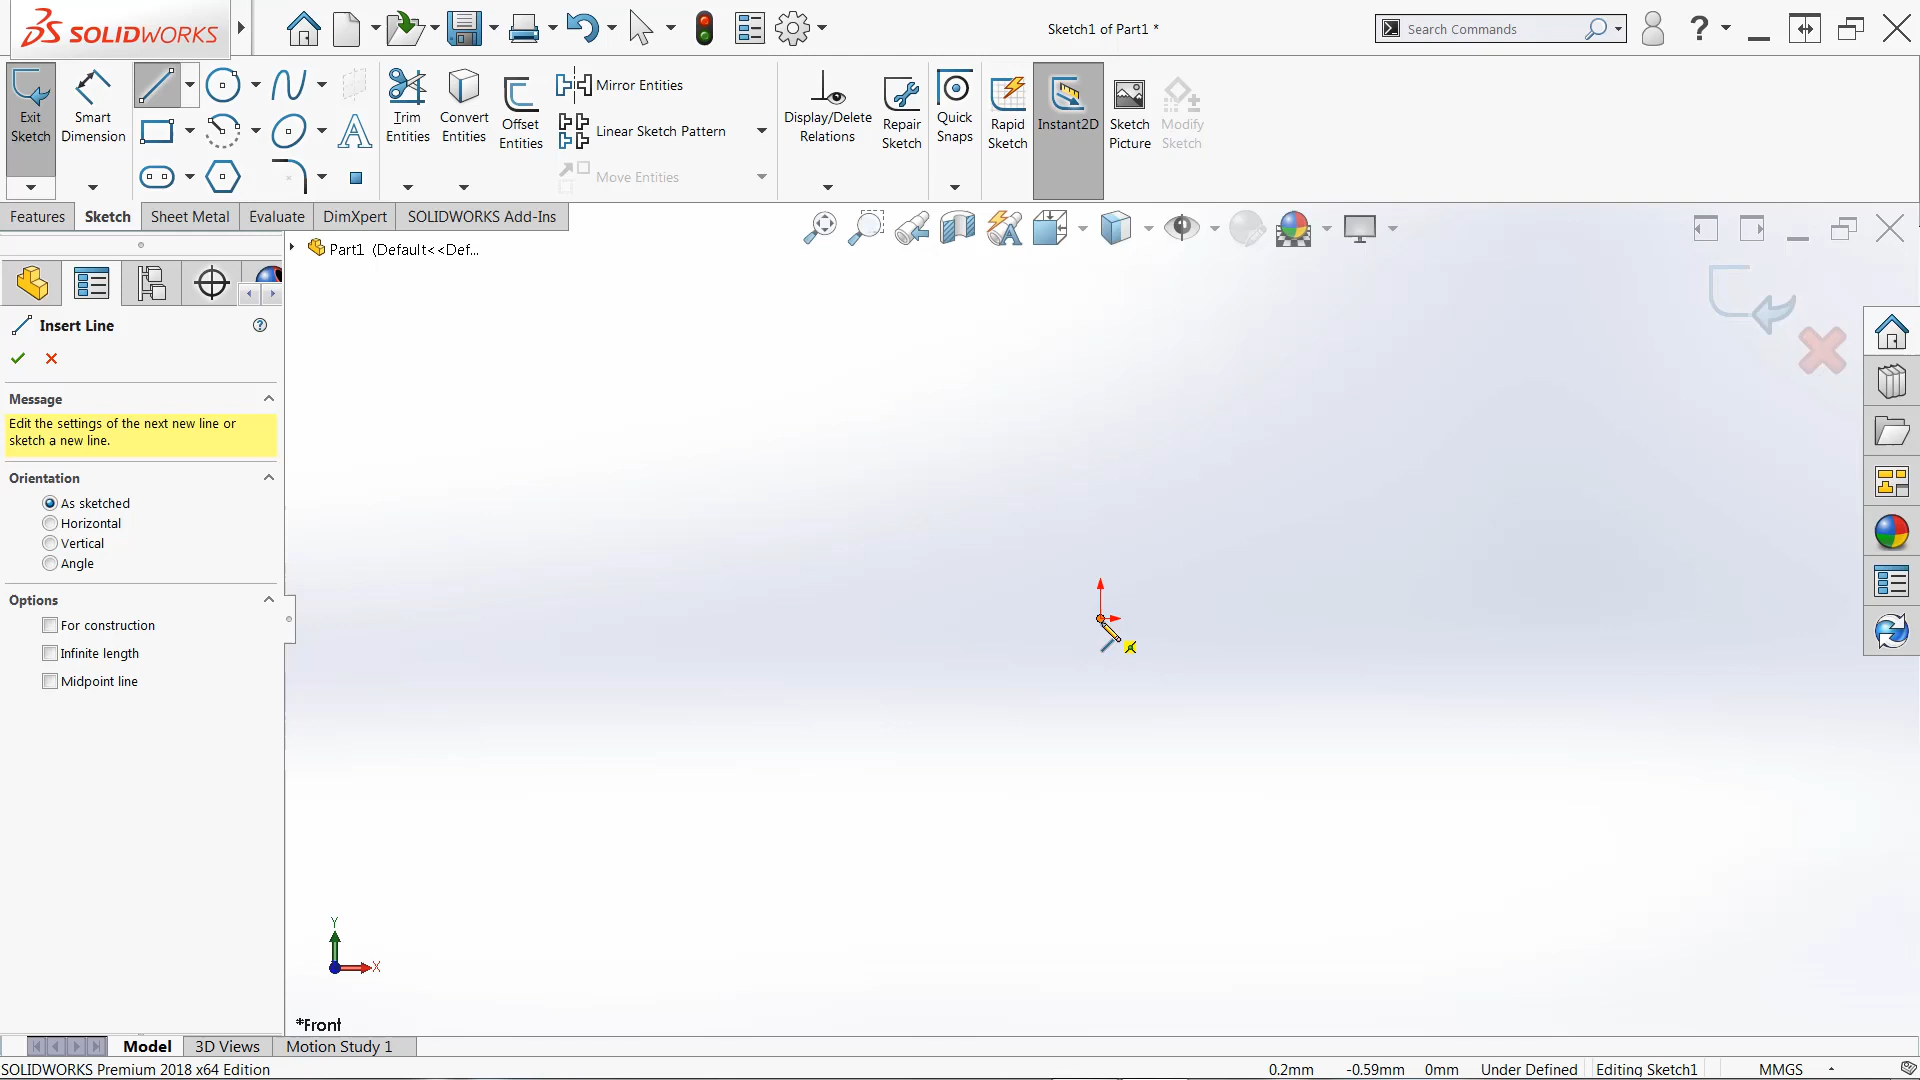 SOLIDWORKS
Sketch1 of Part1 *
Search Commands
?
Exit Sketch
Smart Dimension
Trim Entities
Convert Entities
Offset Entities
Mirror Entities
Linear Sketch Pattern
Move Entities
Display/Delete Relations
Repair Sketch
Quick Snaps
Rapid Sketch
Instant2D
Sketch Picture
Modify Sketch
Features
Sketch
Sheet Metal
Evaluate
DimXpert
SOLIDWORKS Add-Ins
Part1 (Default<<Def...
Insert Line
?
Message
Edit the settings of the next new line or
sketch a new line.
Orientation
As sketched
Horizontal
Vertical
Angle
Options
For construction
Infinite length
Midpoint line
Y
X
*Front
Model
3D Views
Motion Study 1
SOLIDWORKS Premium 2018 x64 Edition
0.2mm
-0.59mm
0mm
Under Defined
Editing Sketch1
MMGS